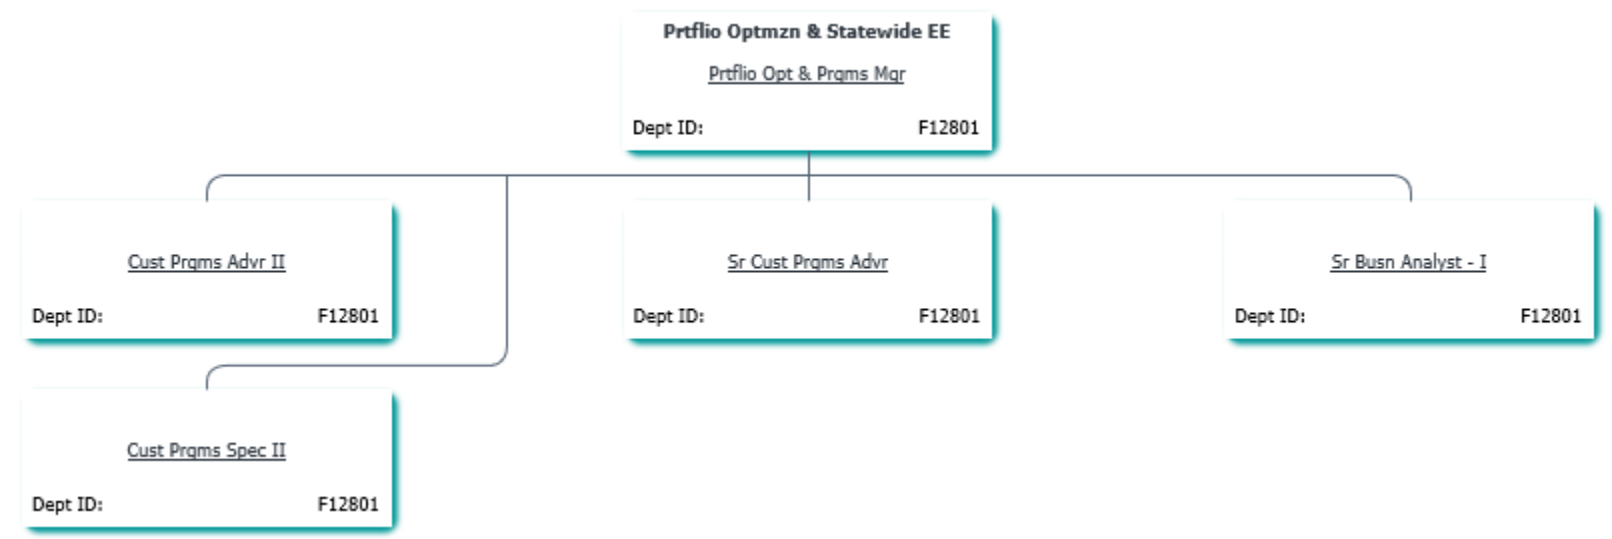 Prtflio Optmzn & Statewide EE
Prtflio Opt & Prgms Mgr
Dept ID: F12801
Cust Prgms Advr II
Dept ID: F12801
Sr Cust Prgms Advr
Dept ID: F12801
Sr Busn Analyst - I
Dept ID: F12801
Cust Prgms Spec II
Dept ID: F12801